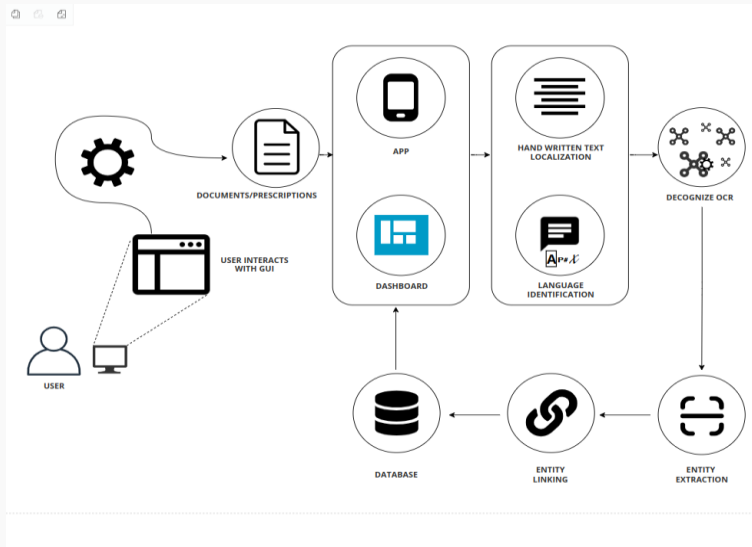 APP
HAND WRITTEN TEXT
LOCALIZATION
DOCUMENTS/PRESCRIPTIONS
DECOGNIZE OCR
USER INTERACTS
WITH GUI
DASHBOARD
LANGUAGE
IDENTIFICATION
USER
DATABASE
ENTITY
LINKING
ENTITY
EXTRACTION